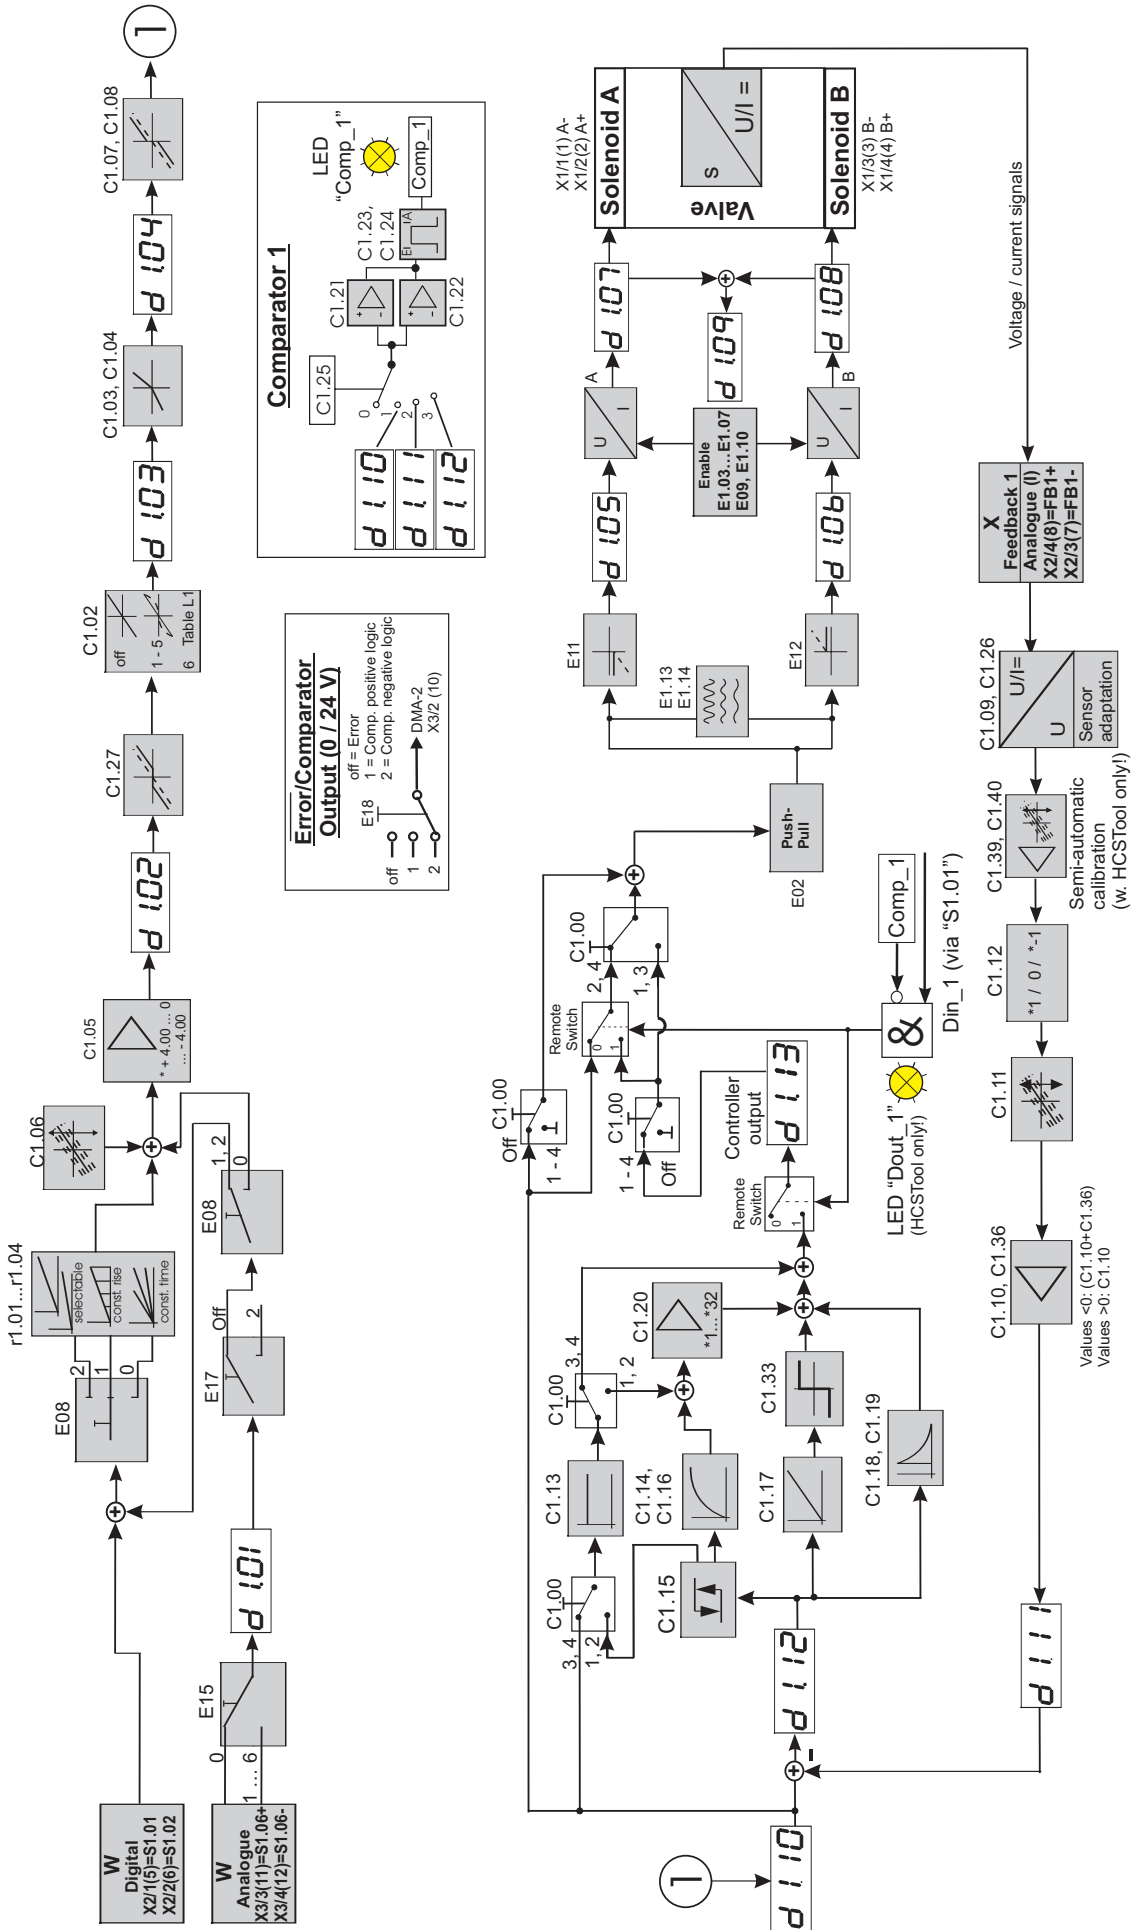 W
Digital
X2/1(5)=S1.01
X2/2(6)=S1.02
W
Analogue
X3/3(11)=S1.06+
X3/4(12)=S1.06-
0
1 ... 6
E15
d 1.01
E17
Off
2
E08
1, 2
0
E08
2
1
0
r1.01...r1.04
selectable
const. rise
const. time
C1.06
C1.05
* + 4.00 ... 0
... - 4.00
d 1.02
C1.27
C1.02
off
1 - 5
6 Table L1
d 1.03
C1.03, C1.04
d 1.04
C1.07, C1.08
1
Error/Comparator
Output (0 / 24 V)
off = Error
1 = Comp. positive logic
2 = Comp. negative logic
E18
off
1
2
DMA-2
X3/2 (10)
Comparator 1
C1.25
0
1
2
3
d 1.10
d 1.11
d 1.12
C1.21
+
-
C1.22
+
-
C1.23,
C1.24
E
A
LED
"Comp_1"
Comp_1
1
d 1.10
-
d 1.12
C1.00
3, 4
1, 2
C1.15
C1.13
C1.14,
C1.16
C1.17
C1.18, C1.19
C1.33
C1.00
3, 4
1, 2
C1.20
*1...*32
Remote
Switch
0
1
Controller
output
d 1.13
Off
C1.00
1 - 4
1 - 4
C1.00
Off
Remote
Switch
0
1
2, 4
1, 3
C1.00
LED "Dout_1"
(HCSTool only!)
&
Comp_1
Din_1 (via "S1.01")
Push-
Pull
E02
E11
E1.13
E1.14
E12
d 1.05
d 1.06
U
I
A
U
I
B
Enable
E1.03...E1.07
E09, E1.10
d 1.07
d 1.09
d 1.08
X1/1(1) A-
X1/2(2) A+
Solenoid A
Valve
s
U/I =
Solenoid B
X1/3(3) B-
X1/4(4) B+
Voltage / current signals
X
Feedback 1
Analogue (I)
X2/4(8)=FB1+
X2/3(7)=FB1-
C1.09, C1.26
U/I=
U
Sensor
adaptation
C1.39, C1.40
Semi-automatic
calibration
(w. HCSTool only!)
C1.12
*1 / 0 / *-1
C1.11
C1.10, C1.36
Values <0: (C1.10+C1.36)
Values >0: C1.10
d 1.11